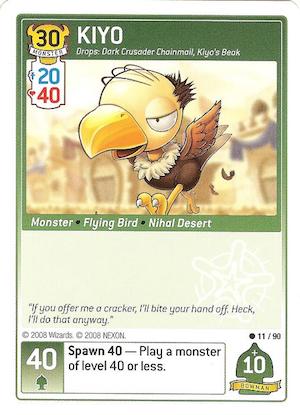 30
MONSTER
KIYO
Drops: Dark Crusader Chainmail, Kiyo's Beak
20
40
Monster • Flying Bird • Nihal Desert
"If you offer me a cracker, I'll bite your hand off. Heck,
I'll do that anyway."
© 2008 Wizards. © 2008 NEXON.
● 11 / 90
40
Spawn 40 — Play a monster
of level 40 or less.
+
10
BOWMAN